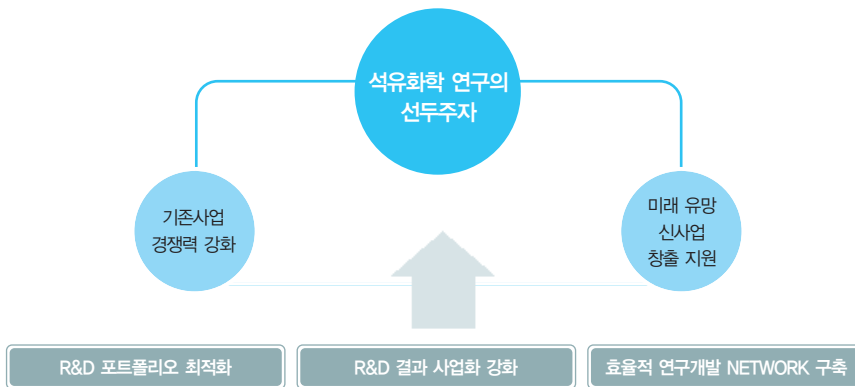 석유화학 연구의
선두주자
기존사업
경쟁력 강화
미래 유망
신사업
창출 지원
R&D 포트폴리오 최적화
R&D 결과 사업화 강화
효율적 연구개발 NETWORK 구축